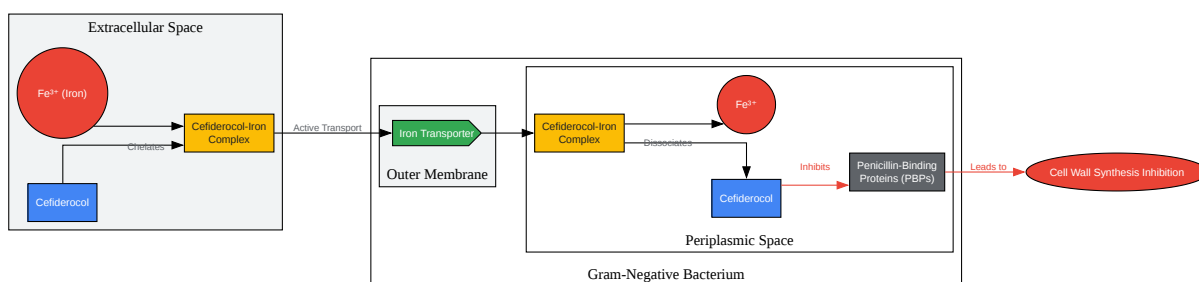 Extracellular Space
Fe³⁺ (Iron)
Chelates
Cefiderocol
Cefiderocol-Iron
Complex
Active Transport
Iron Transporter
Outer Membrane
Cefiderocol-Iron
Complex
Dissociates
Fe³⁺
Cefiderocol
Inhibits
Penicillin-Binding
Proteins (PBPs)
Periplasmic Space
Gram-Negative Bacterium
Leads to
Cell Wall Synthesis Inhibition